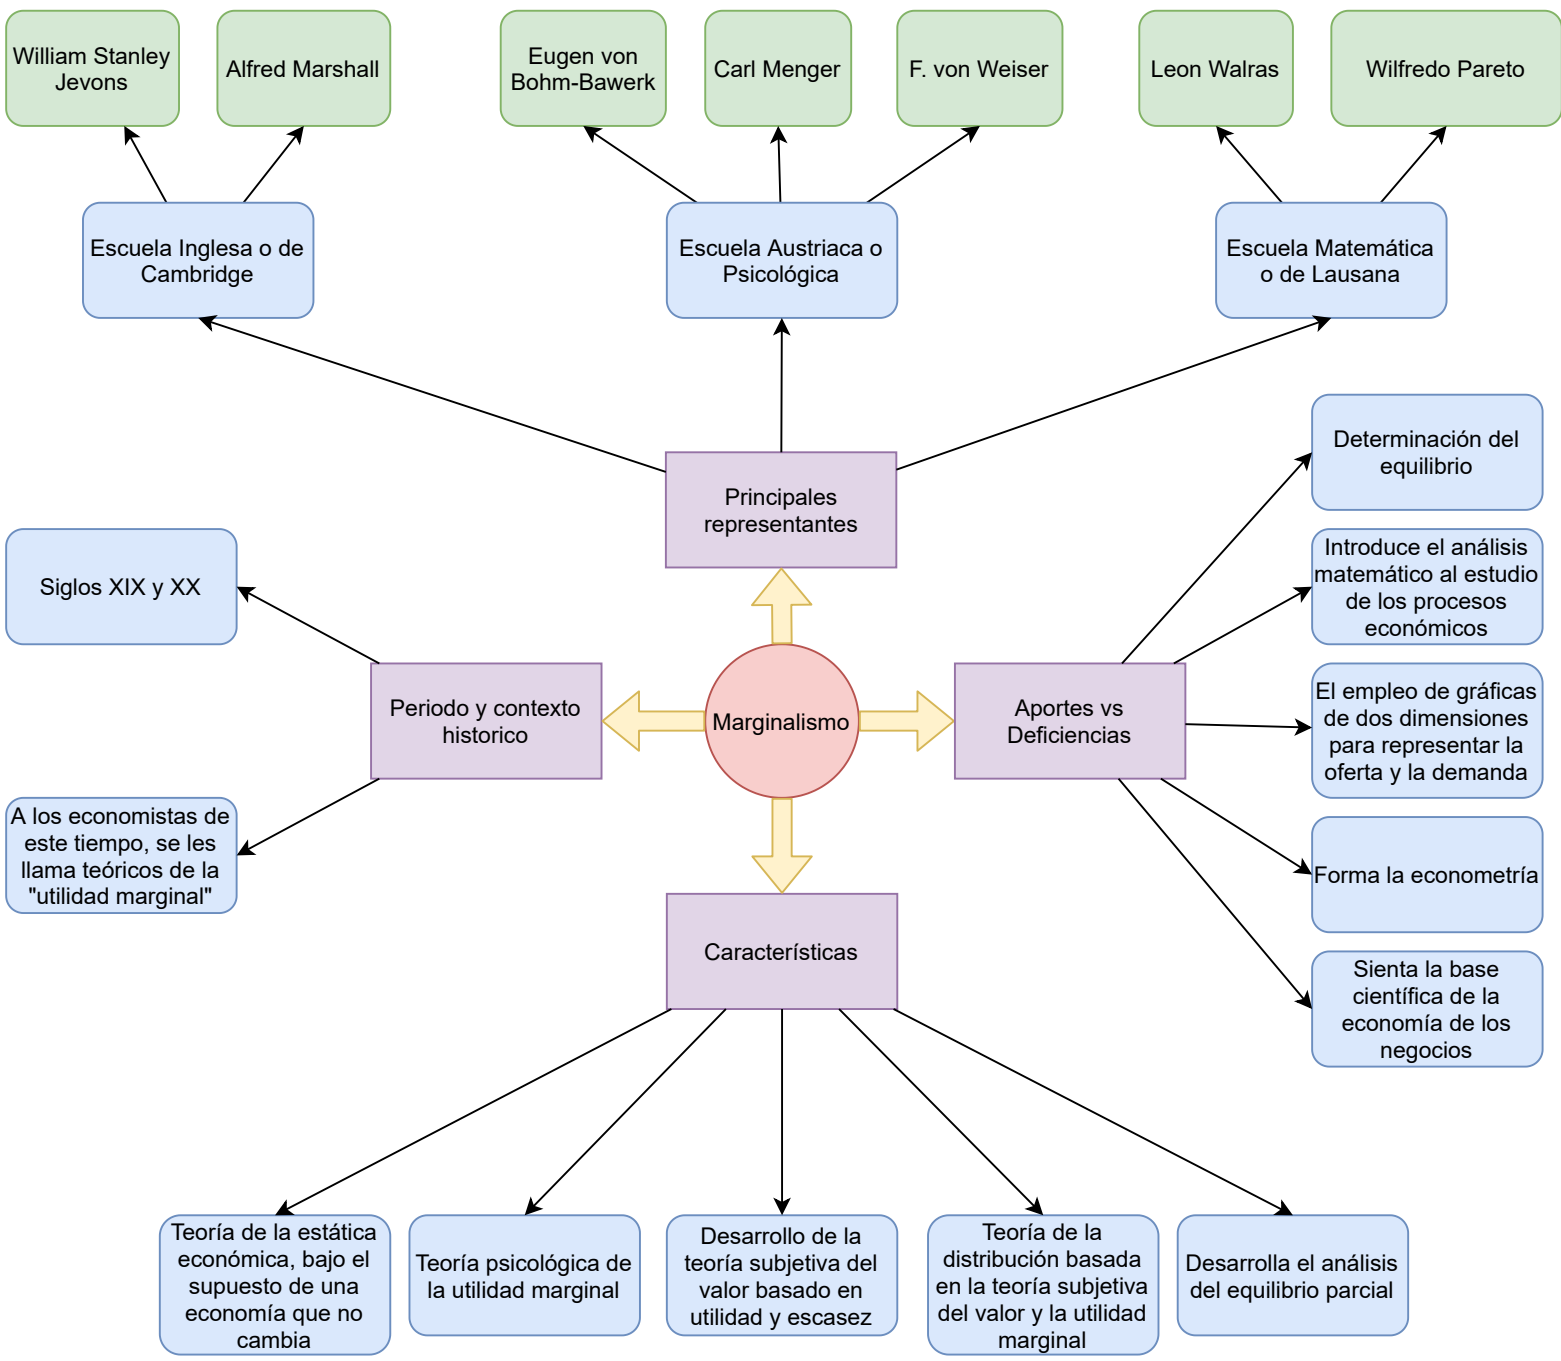 William Stanley
Jevons
Alfred Marshall
Eugen von
Bohm-Bawerk
Carl Menger
F. von Weiser
Leon Walras
Wilfredo Pareto
Escuela Inglesa o de
Cambridge
Escuela Austriaca o
Psicológica
Escuela Matemática
o de Lausana
Principales
representantes
Determinación del
equilibrio
Introduce el análisis
matemático al estudio
de los procesos
económicos
Siglos XIX y XX
Periodo y contexto
historico
Marginalismo
Aportes vs
Deficiencias
El empleo de gráficas
de dos dimensiones
para representar la
oferta y la demanda
A los economistas de
este tiempo, se les
llama teóricos de la
"utilidad marginal"
Forma la econometría
Características
Sienta la base
científica de la
economía de los
negocios
Teoría de la estática
económica, bajo el
supuesto de una
economía que no
cambia
Teoría psicológica de
la utilidad marginal
Desarrollo de la
teoría subjetiva del
valor basado en
utilidad y escasez
Teoría de la
distribución basada
en la teoría subjetiva
del valor y la utilidad
marginal
Desarrolla el análisis
del equilibrio parcial